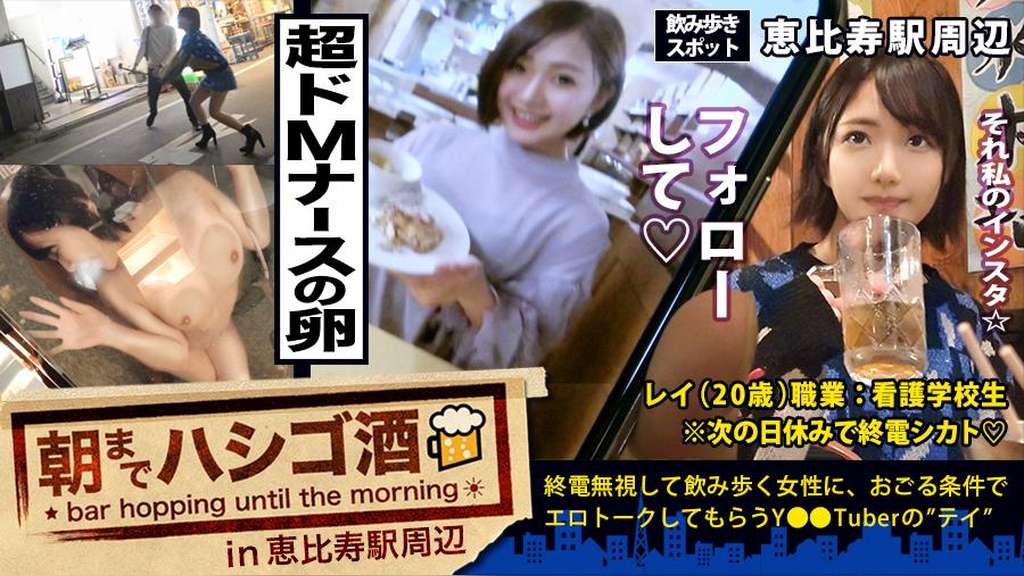 超ドMナースの卵
フォロー
して♡
飲み歩き
スポット
恵比寿駅周辺
それ私のインスタ☆
レイ(20歳)職業：看護学校生
※次の日休みで終電シカト♡
朝までハシゴ酒
★bar hopping until the morning☀
in恵比寿駅周辺
終電無視して飲み歩く女性に、おごる条件で
エロトークしてもらうY●●Tuberの"テイ"